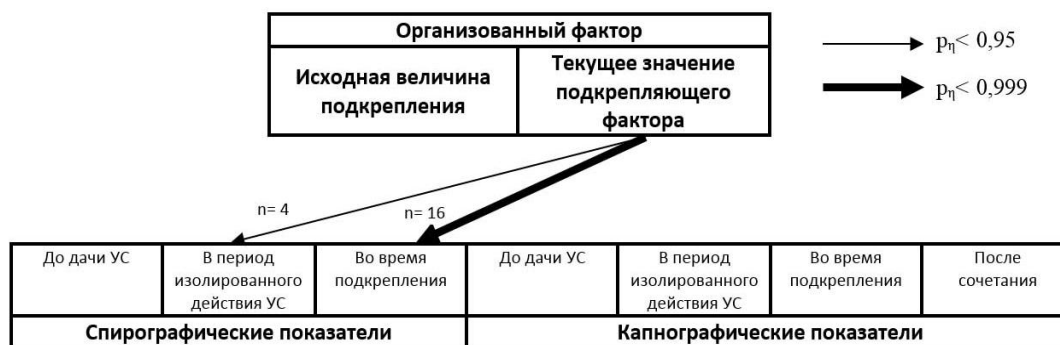 Организованный фактор
Исходная величина
подкрепления
Текущее значение
подкрепляющего
фактора
pη< 0,95
pη< 0,999
n= 4
n= 16
До дачи УС
В период
изолированного
действия УС
Во время
подкрепления
До дачи УС
В период
изолированного
действия УС
Во время
подкрепления
После
сочетания
Спирографические показатели
Капнографические показатели